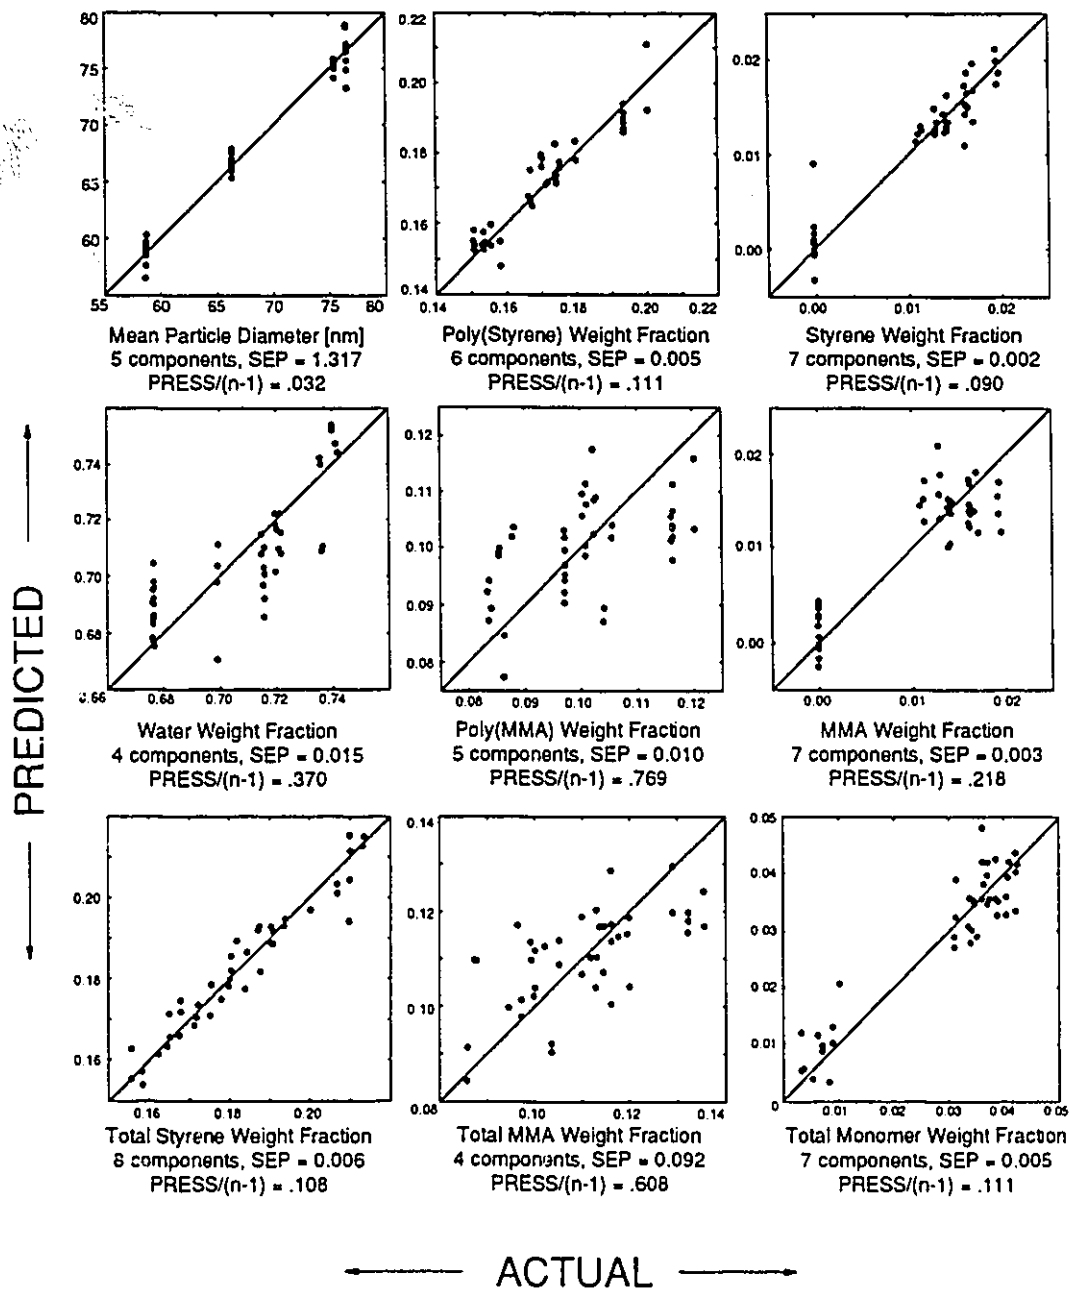 80
75
70
65
60
55
55 60 65 70 75 80
Mean Particle Diameter [nm]
5 components, SEP = 1.317
PRESS/(n-1) = .032
0.22
0.20
0.18
0.16
0.14
0.14 0.16 0.18 0.20 0.22
Poly(Styrene) Weight Fraction
6 components, SEP = 0.005
PRESS/(n-1) = .111
0.02
0.01
0.00
0.00 0.01 0.02
Styrene Weight Fraction
7 components, SEP = 0.002
PRESS/(n-1) = .090
PREDICTED
0.74
0.72
0.70
0.68
0.66 0.68 0.70 0.72 0.74
Water Weight Fraction
4 components, SEP = 0.015
PRESS/(n-1) = .370
0.12
0.11
0.10
0.09
0.08
0.08 0.09 0.10 0.11 0.12
Poly(MMA) Weight Fraction
5 components, SEP = 0.010
PRESS/(n-1) = .769
0.02
0.01
0.00
0.00 0.01 0.02
MMA Weight Fraction
7 components, SEP = 0.003
PRESS/(n-1) = .218
0.20
0.18
0.16
0.16 0.18 0.20
Total Styrene Weight Fraction
8 components, SEP = 0.006
PRESS/(n-1) = .108
0.14
0.12
0.10
0.08
0.10 0.12 0.14
Total MMA Weight Fraction
4 components, SEP = 0.092
PRESS/(n-1) = .608
0.05
0.04
0.03
0.02
0.01
0 0.01 0.02 0.03 0.04 0.05
Total Monomer Weight Fraction
7 components, SEP = 0.005
PRESS/(n-1) = .111
ACTUAL